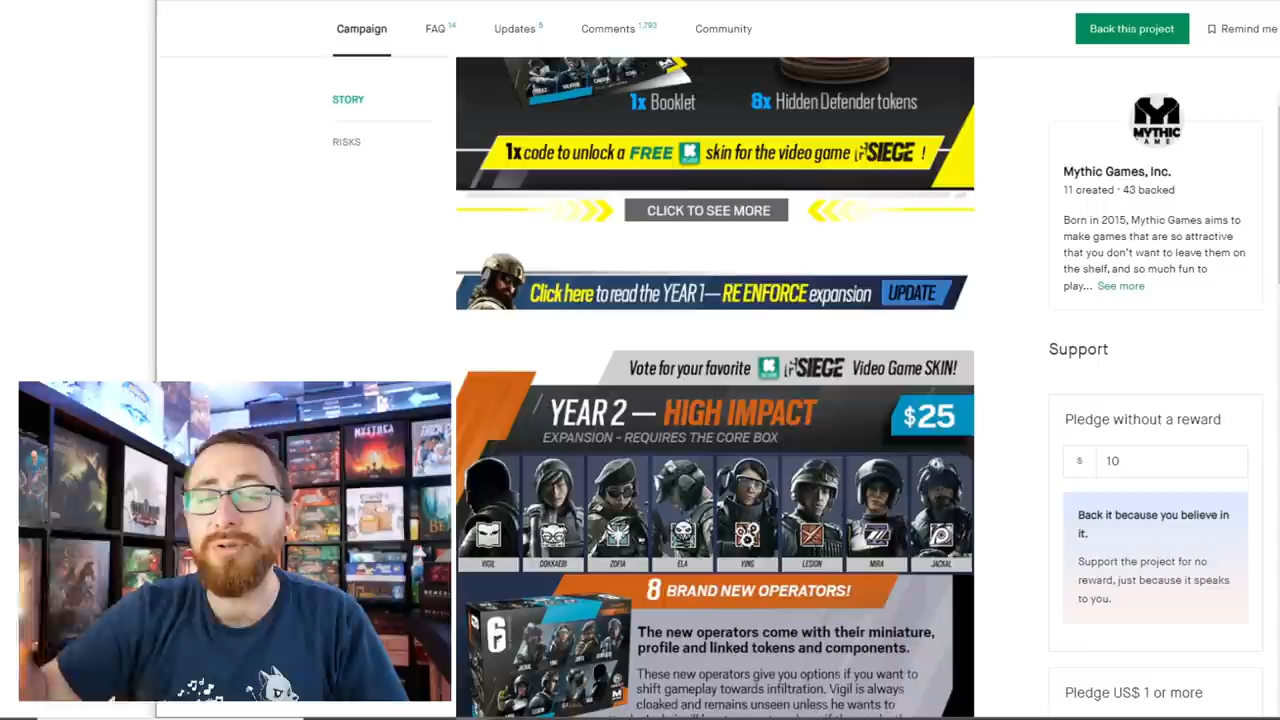 Campaign
FAQ 14
Updates 5
Comments 1,793
Community
Back this project
Remind me
STORY
RISKS
1x Booklet
8x Hidden Defender tokens
1x code to unlock a FREE K skin for the video game SIEGE !
CLICK TO SEE MORE
Click here to read the YEAR 1— RE ENFORCE expansion UPDATE
Vote for your favorite K SIEGE Video Game SKIN!
YEAR 2 — HIGH IMPACT
$25
EXPANSION - REQUIRES THE CORE BOX
VIGIL
DOKKAEBI
ZOFIA
ELA
YING
LESION
MIRA
JACKAL
8 BRAND NEW OPERATORS!
6
The new operators come with their miniature,
profile and linked tokens and components.
These new operators give you options if you want to
shift gameplay towards infiltration. Vigil is always
cloaked and remains unseen unless he wants to
MYTHIC
GAMES
Mythic Games, Inc.
11 created · 43 backed
Born in 2015, Mythic Games aims to
make games that are so attractive
that you don't want to leave them on
the shelf, and so much fun to
play... See more
Support
Pledge without a reward
$ 10
Back it because you believe in
it.
Support the project for no
reward, just because it speaks
to you.
Pledge US$ 1 or more
MYSTHEA